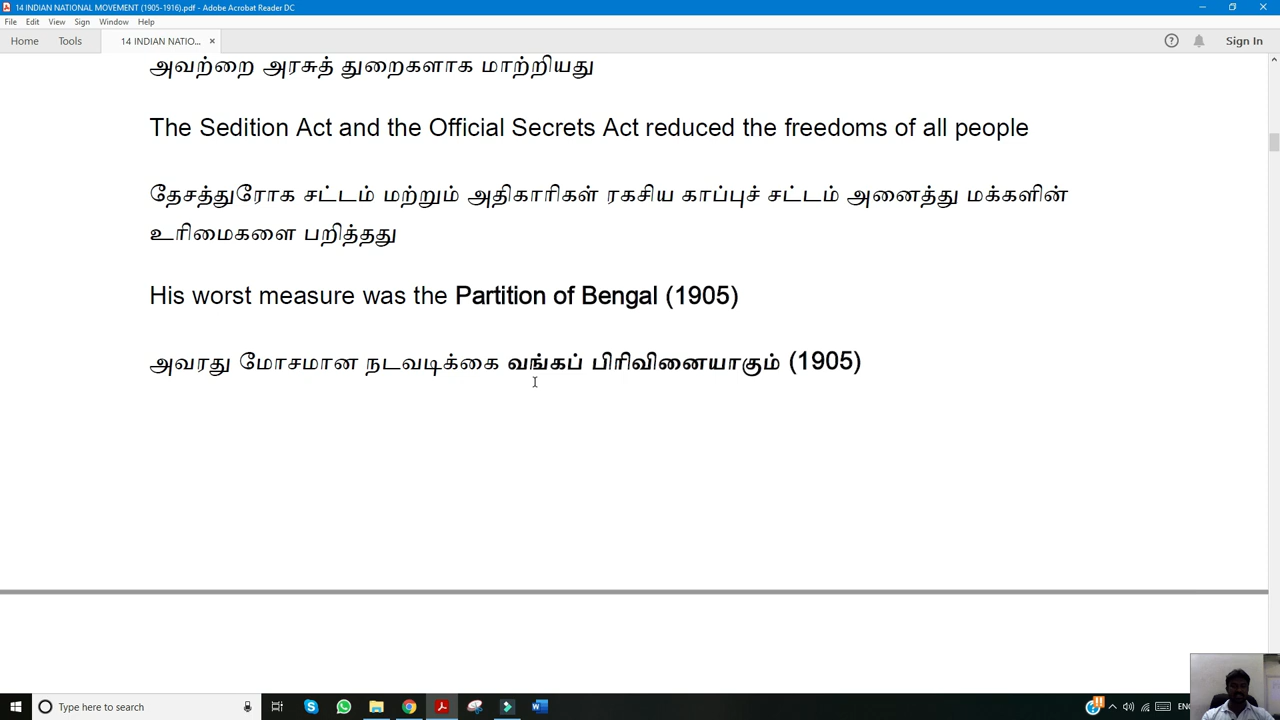 14 INDIAN NATIONAL MOVEMENT (1905-1916).pdf - Adobe Acrobat Reader DC
File Edit View Sign Window Help
Home Tools 14 INDIAN NATIO... × Sign In
அவற்றை அரசுத் துறைகளாக மாற்றியது
The Sedition Act and the Official Secrets Act reduced the freedoms of all people
தேசத்துரோக சட்டம் மற்றும் அதிகாரிகள் ரகசிய காப்புச் சட்டம் அனைத்து மக்களின்
உரிமைகளை பறித்தது
His worst measure was the Partition of Bengal (1905)
அவரது மோசமான நடவடிக்கை வங்கப் பிரிவினையாகும் (1905)
Type here to search